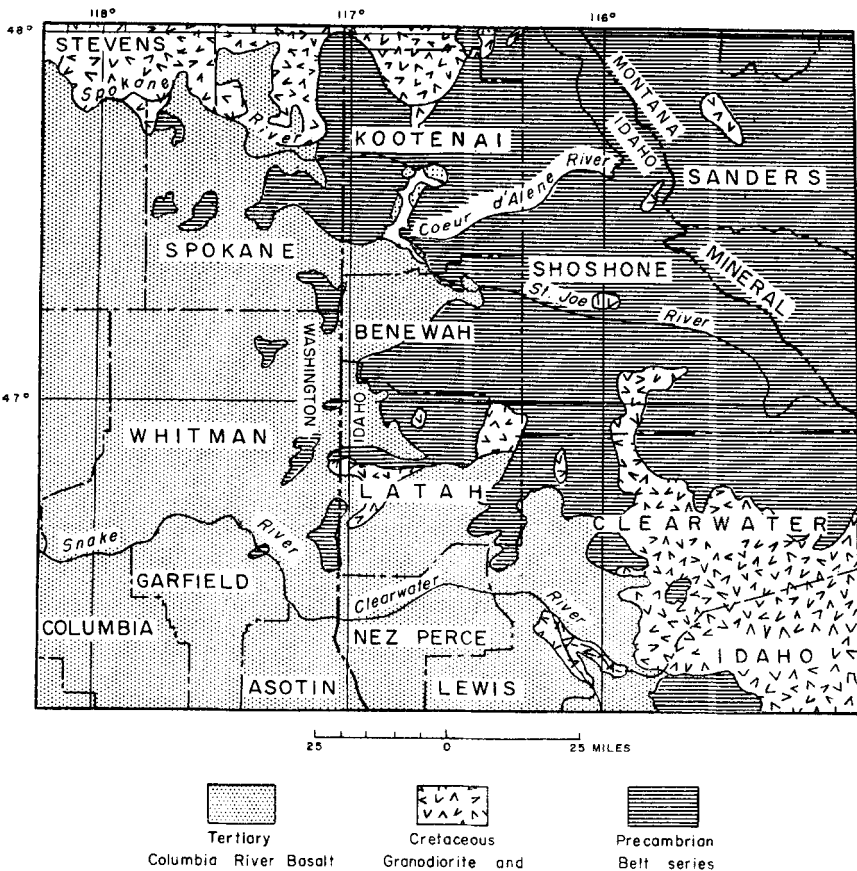 118° 117° 116°
48°
STEVENS
Spokane
River
MONTANA
IDAHO
KOOTENAI
SANDERS
Coeur d'Alene River
SPOKANE
MINERAL
SHOSHONE
St. Joe
River
WASHINGTON
BENEWAH
47°
IDAHO
WHITMAN
LATAH
CLEARWATER
Snake
River
GARFIELD
Clearwater
River
COLUMBIA
NEZ PERCE
IDAHO
ASOTIN
LEWIS
25 0 25 MILES
Tertiary Cretaceous Precambrian
Columbia River Basalt Granodiorite and Belt series